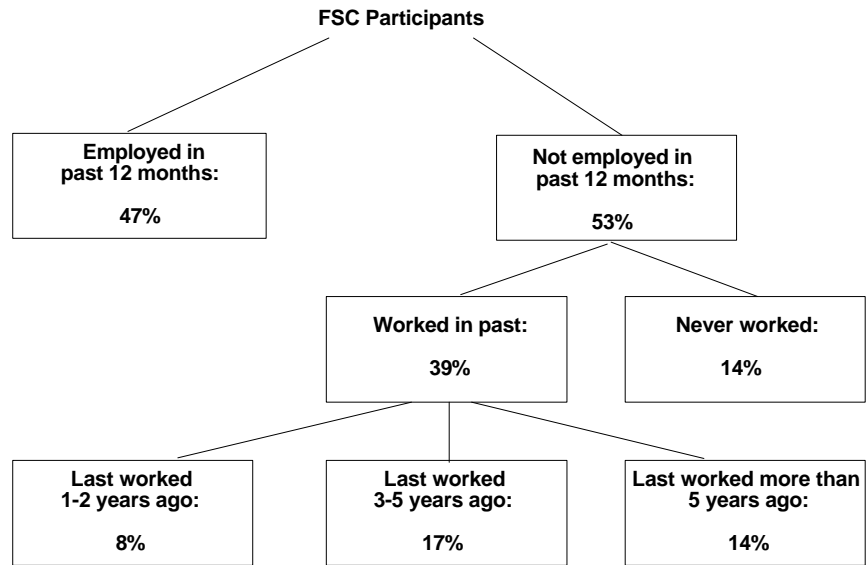 FSC Participants
Employed in
past 12 months:
47%
Not employed in
past 12 months:
53%
Worked in past:
39%
Never worked:
14%
Last worked
1-2 years ago:
8%
Last worked
3-5 years ago:
17%
Last worked more than
5 years ago:
14%